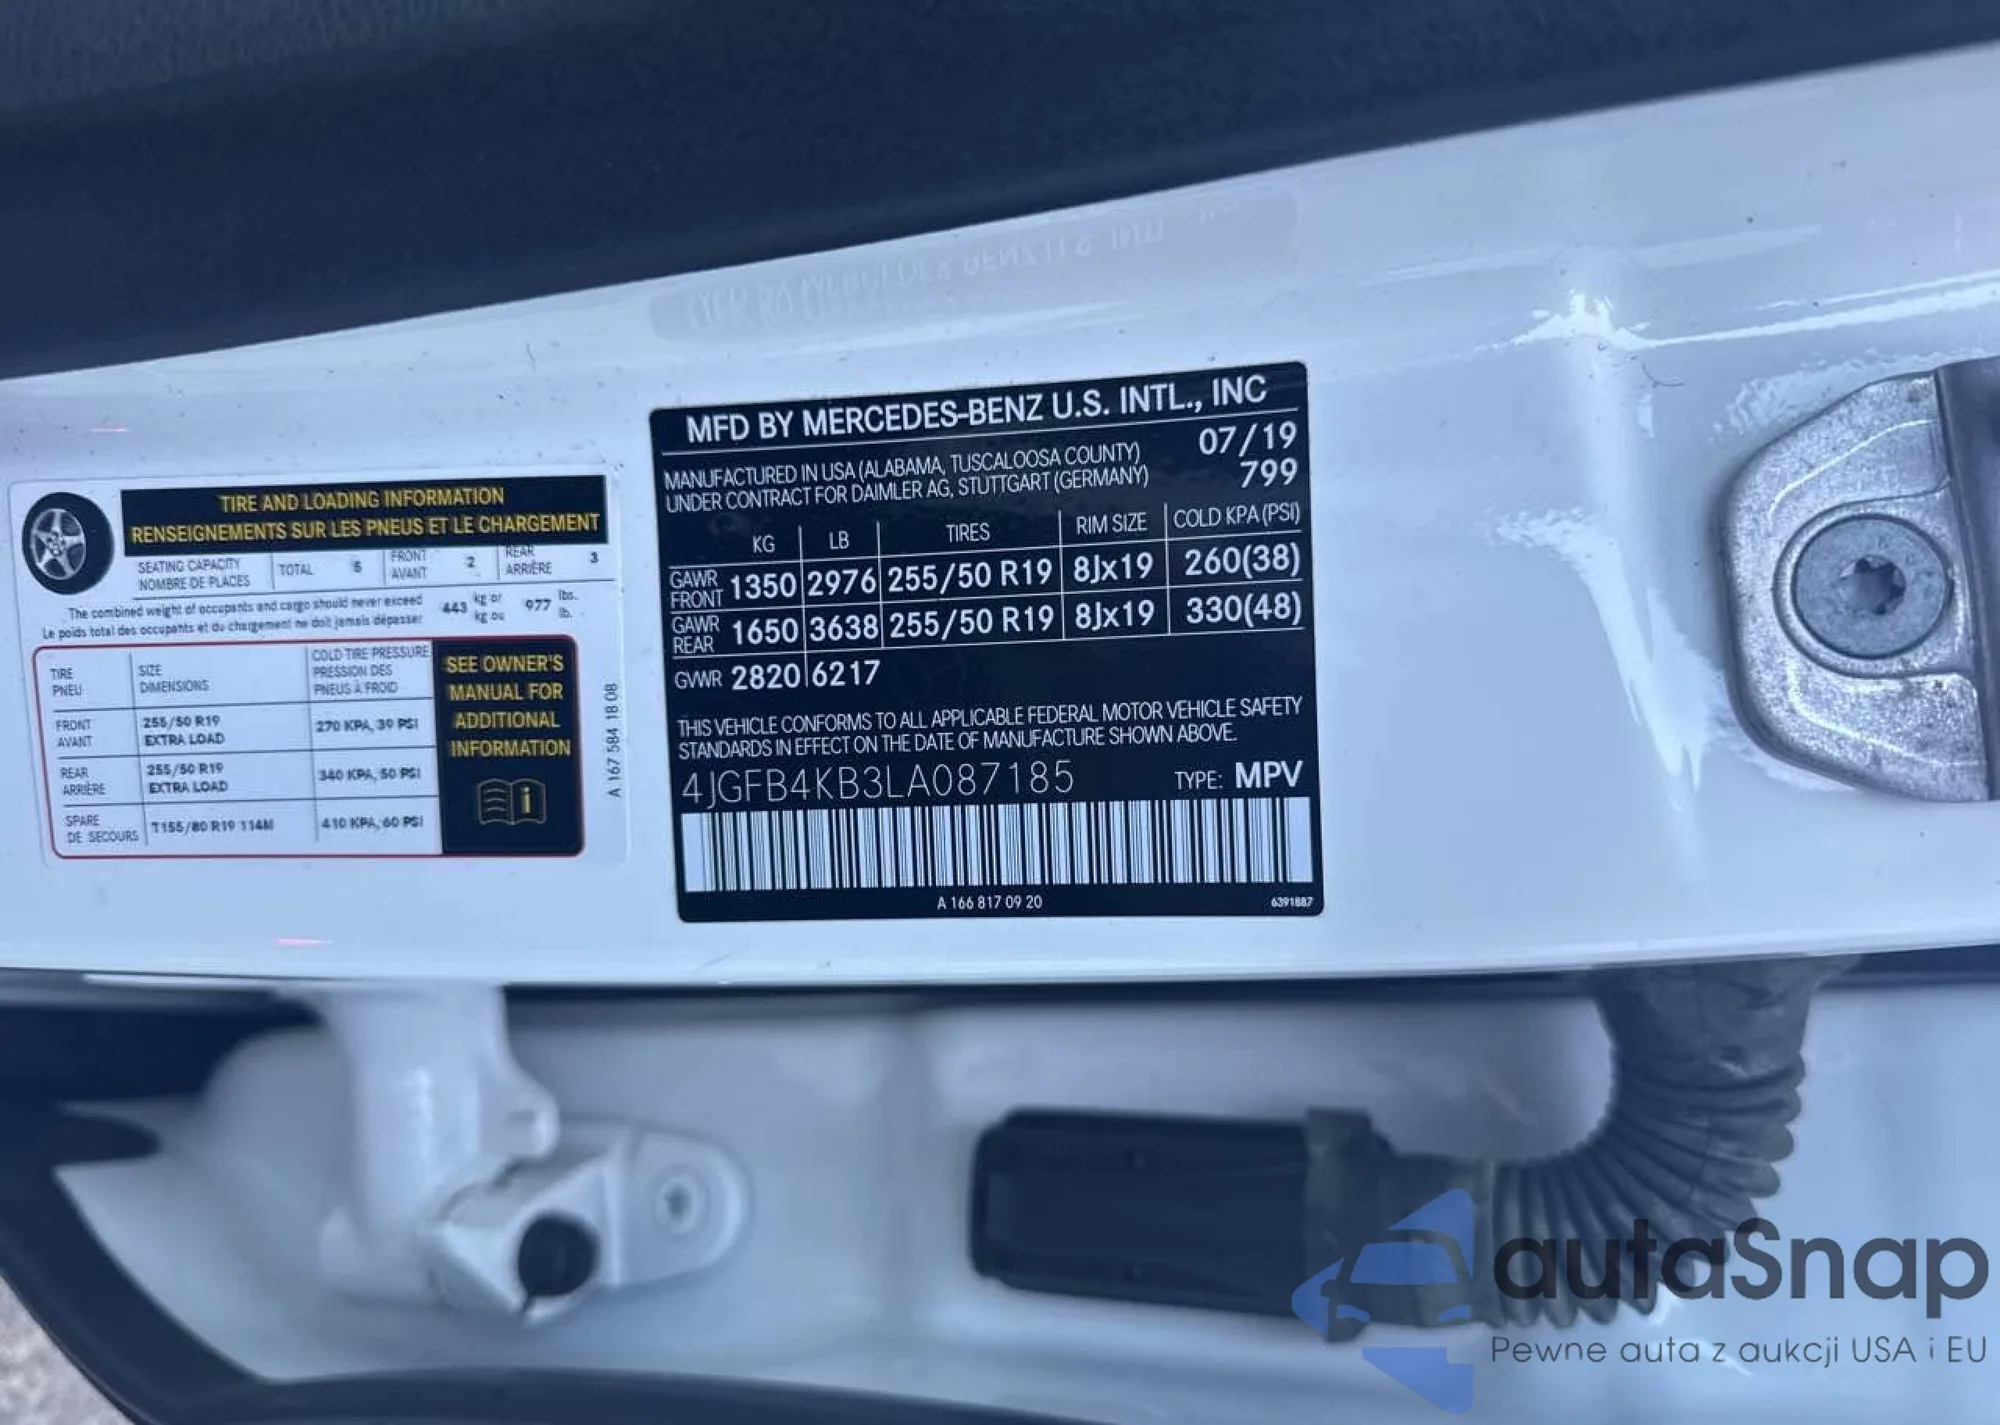 TIRE AND LOADING INFORMATION
RENSEIGNEMENTS SUR LES PNEUS ET LE CHARGEMENT
SEATING CAPACITY
NOMBRE DE PLACES
TOTAL 5
FRONT
AVANT 2
REAR
ARRIÈRE 3
The combined weight of occupants and cargo should never exceed
Le poids total des occupants et du chargement ne doit jamais dépasser
443 kg or
kg ou
977 lbs.
lb.
TIRE
PNEU
SIZE
DIMENSIONS
COLD TIRE PRESSURE
PRESSION DES
PNEUS À FROID
FRONT
AVANT
255/50 R19
EXTRA LOAD
270 KPA, 39 PSI
REAR
ARRIÈRE
255/50 R19
EXTRA LOAD
340 KPA, 50 PSI
SPARE
DE SECOURS
T155/80 R19 114M
410 KPA, 60 PSI
SEE OWNER'S
MANUAL FOR
ADDITIONAL
INFORMATION
i
A 167 584 18 08
MFD BY MERCEDES-BENZ U.S. INTL., INC
MANUFACTURED IN USA (ALABAMA, TUSCALOOSA COUNTY)
UNDER CONTRACT FOR DAIMLER AG, STUTTGART (GERMANY)
07/19
799
KG LB TIRES RIM SIZE COLD KPA (PSI)
GAWR
FRONT 1350 2976 255/50 R19 8Jx19 260(38)
GAWR
REAR 1650 3638 255/50 R19 8Jx19 330(48)
GVWR 2820 6217
THIS VEHICLE CONFORMS TO ALL APPLICABLE FEDERAL MOTOR VEHICLE SAFETY
STANDARDS IN EFFECT ON THE DATE OF MANUFACTURE SHOWN ABOVE.
4JGFB4KB3LA087185 TYPE: MPV
A 166 817 09 20
6391887
autaSnap
Pewne auta z aukcji USA i EU